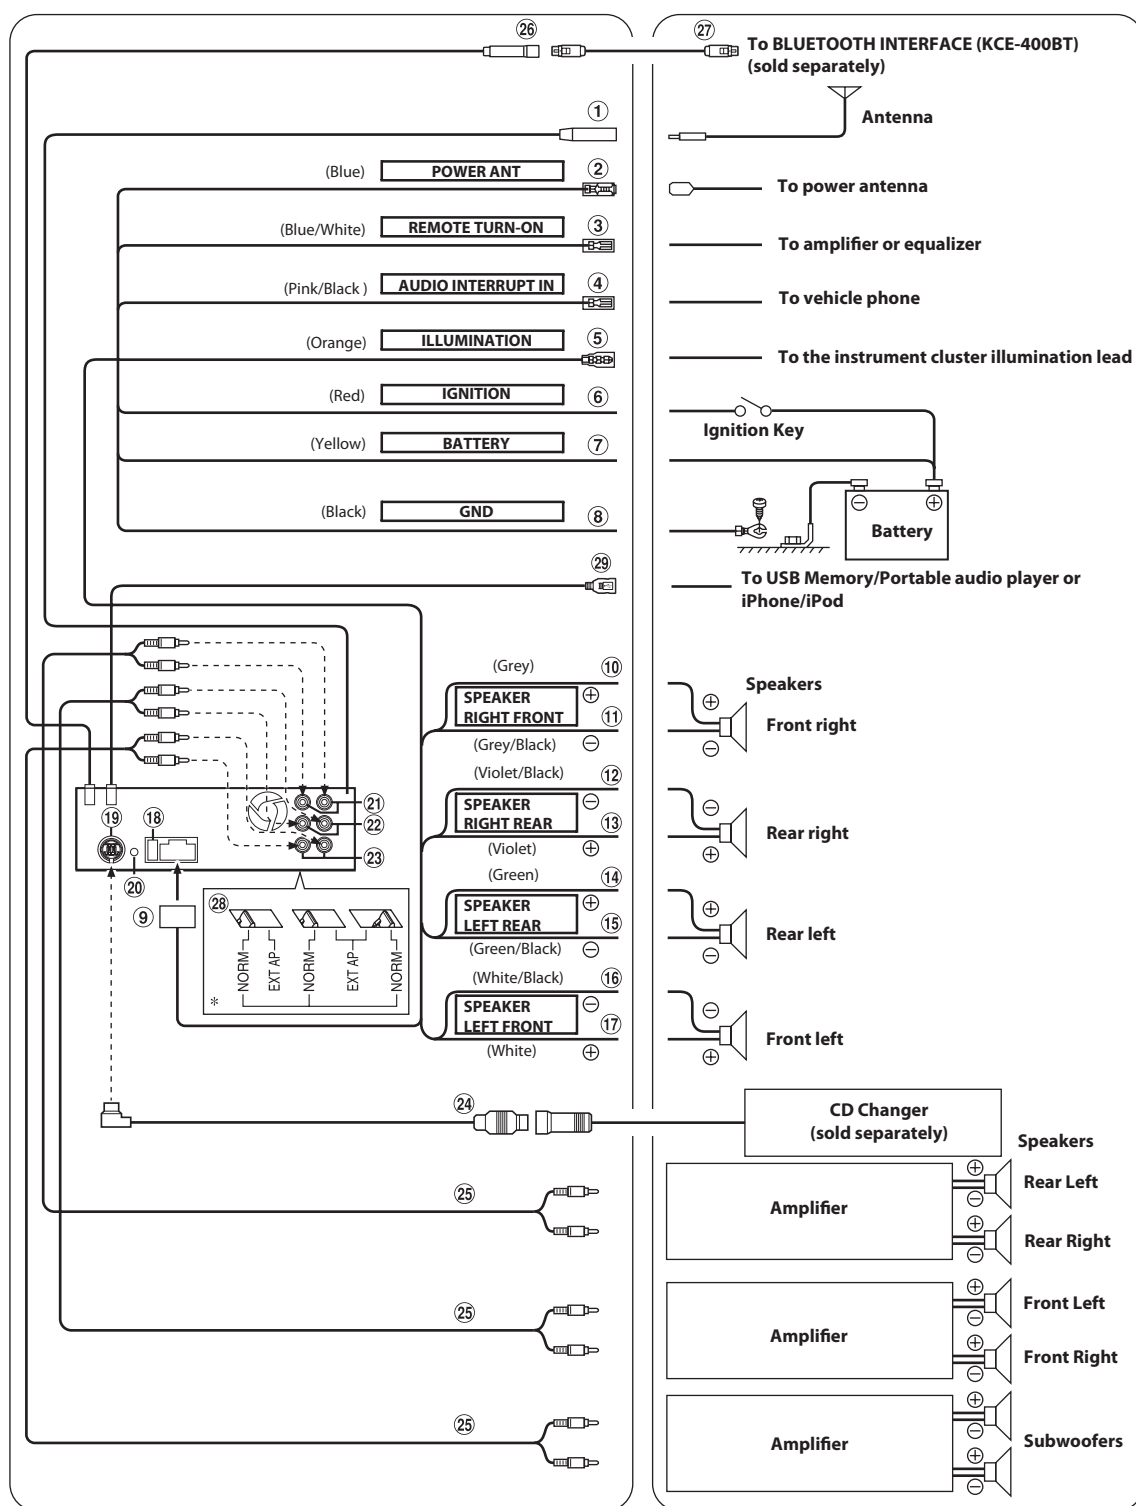 ㉖
㉗
To BLUETOOTH INTERFACE (KCE-400BT)
(sold separately)
①
Antenna
(Blue)
POWER ANT
②
To power antenna
(Blue/White)
REMOTE TURN-ON
③
To amplifier or equalizer
(Pink/Black )
AUDIO INTERRUPT IN
④
To vehicle phone
(Orange)
ILLUMINATION
⑤
To the instrument cluster illumination lead
(Red)
IGNITION
⑥
Ignition Key
(Yellow)
BATTERY
⑦
(Black)
GND
⑧
⊖
⊕
Battery
㉙
To USB Memory/Portable audio player or
iPhone/iPod
(Grey)
⑩
SPEAKER
RIGHT FRONT
⊕
⑪
(Grey/Black)
⊖
Speakers
⊕
Front right
⊖
(Violet/Black)
⑫
SPEAKER
RIGHT REAR
⊖
⑬
(Violet)
⊕
⊖
Rear right
⊕
(Green)
⑭
SPEAKER
LEFT REAR
⊕
⑮
(Green/Black)
⊖
⊕
Rear left
⊖
(White/Black)
⑯
SPEAKER
LEFT FRONT
⊖
⑰
(White)
⊕
⊖
Front left
⊕
⑲
⑱
⑳
㉑
㉒
㉓
⑨
㉘
NORM
EXT AP
NORM
EXT AP
NORM
*
㉔
CD Changer
(sold separately)
Speakers
㉕
Amplifier
⊕
Rear Left
⊖
⊕
Rear Right
⊖
㉕
Amplifier
⊕
Front Left
⊖
⊕
Front Right
⊖
㉕
Amplifier
⊕
⊖
Subwoofers
⊕
⊖